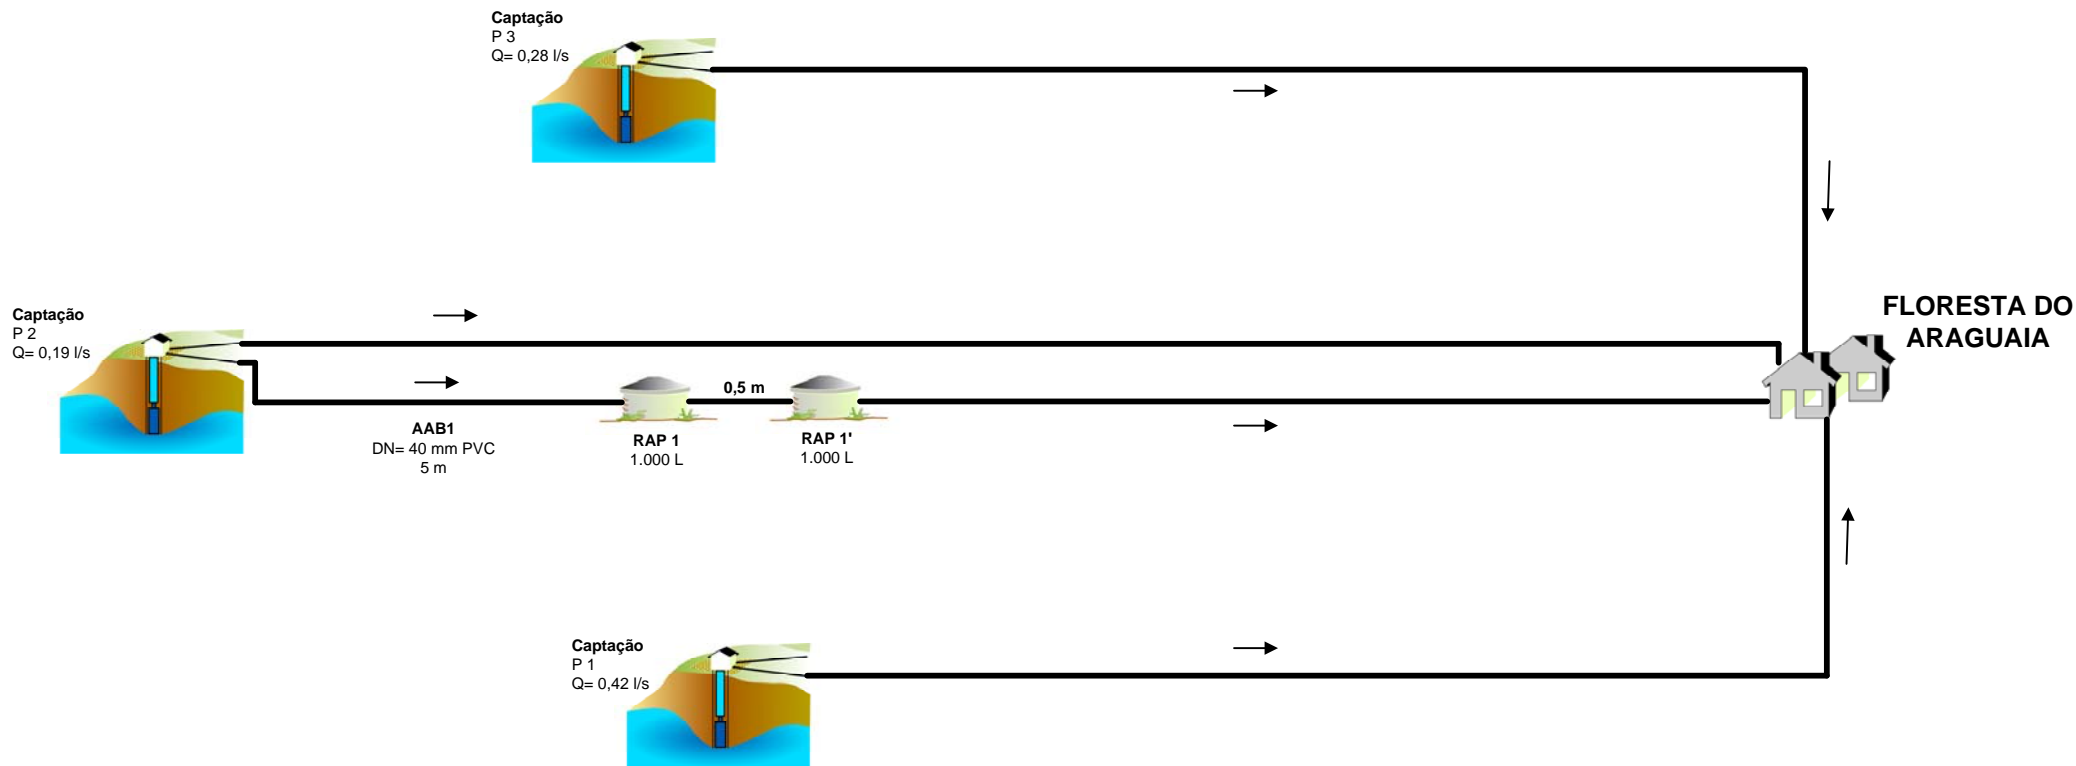 Captação
P 3
Q= 0,28 l/s
Captação
P 2
Q= 0,19 l/s
FLORESTA DO
ARAGUAIA
0,5 m
AAB1
DN= 40 mm PVC
5 m
RAP 1
1.000 L
RAP 1'
1.000 L
Captação
P 1
Q= 0,42 l/s